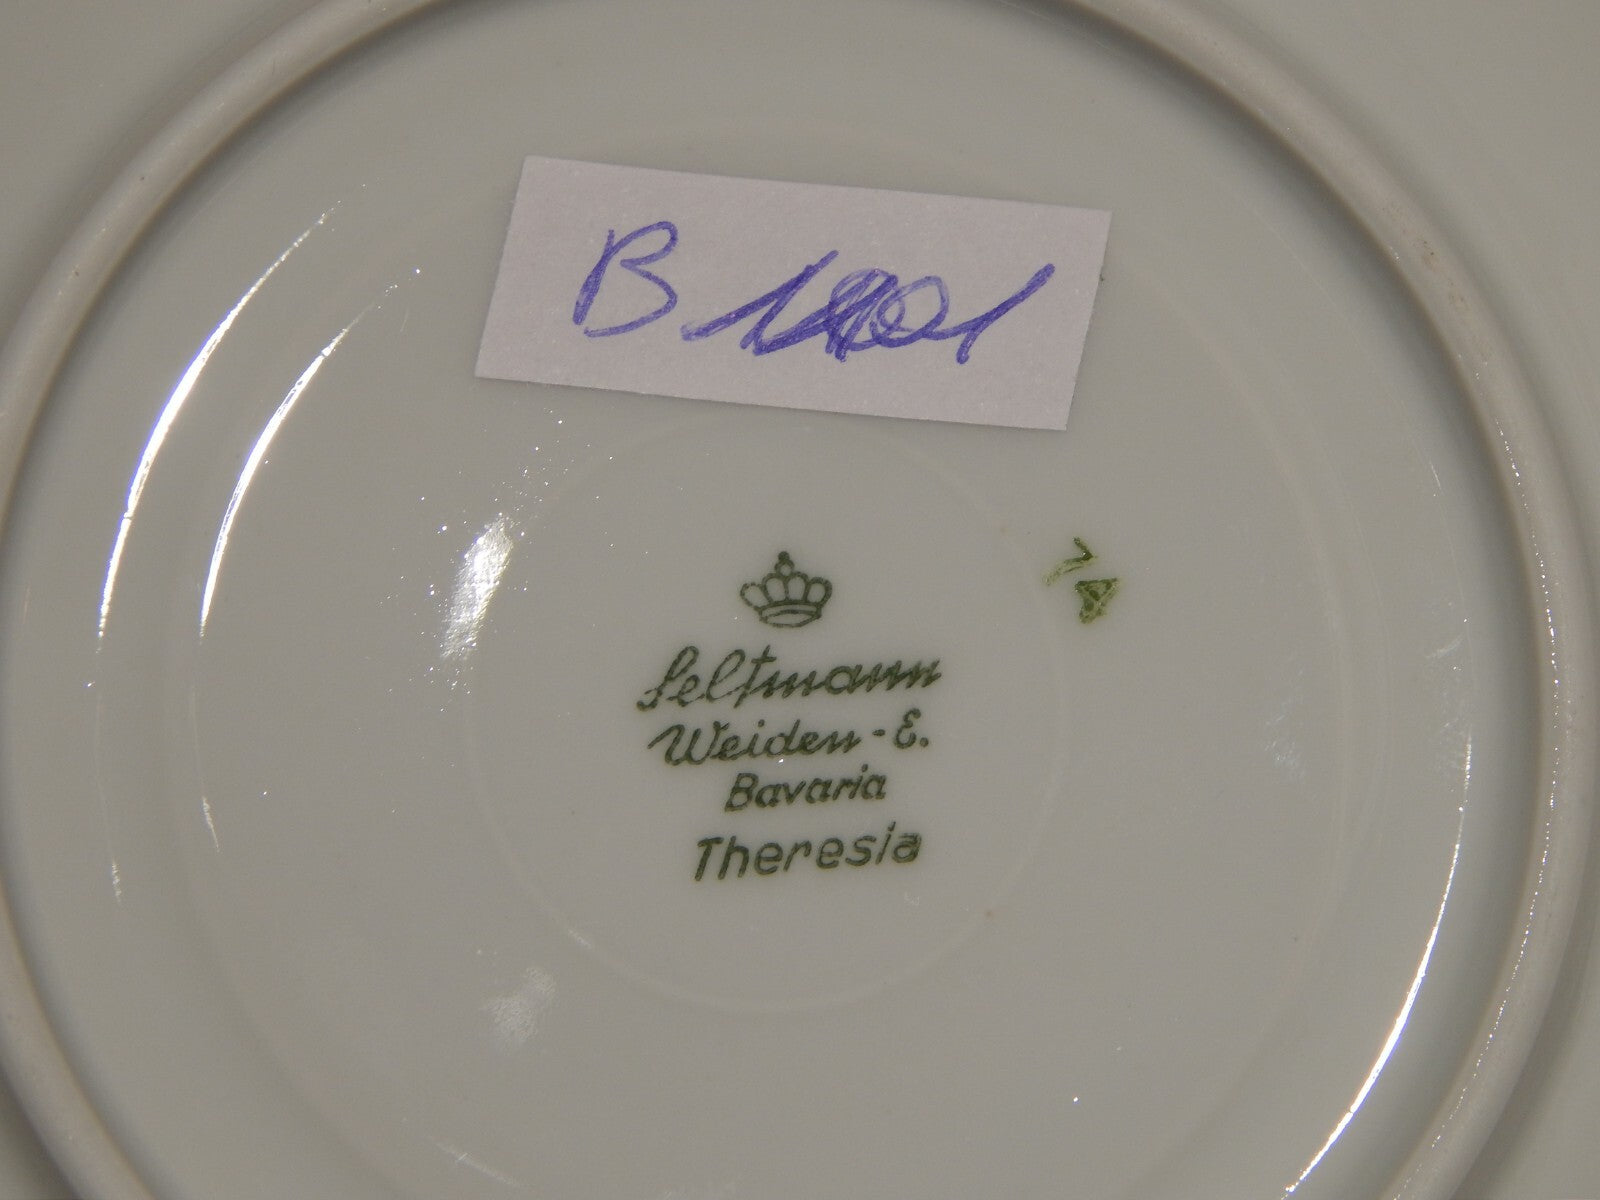 B
Seltmann
Weiden-E.
Bavaria
Theresia